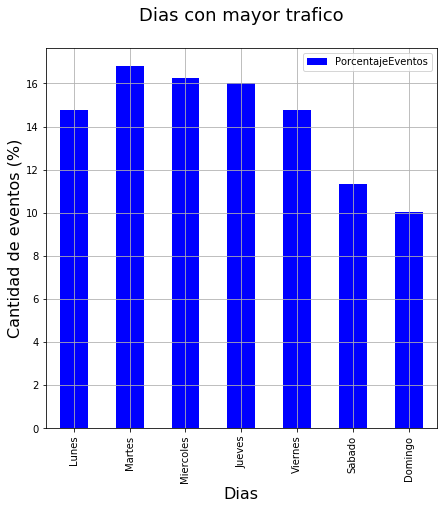 Dias con mayor trafico
PorcentajeEventos
Cantidad de eventos (%)
16
14
12
10
8
6
4
2
0
Lunes
Martes
Miercoles
Jueves
Viernes
Sabado
Domingo
Dias